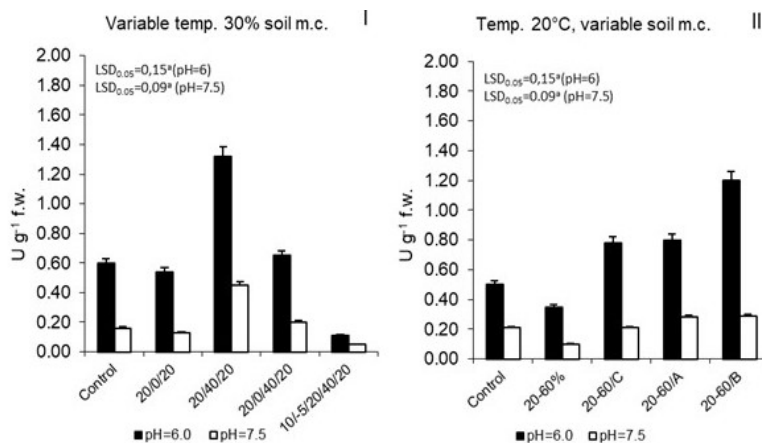 Variable temp. 30% soil m.c. I
LSD0.05=0,15ª(pH=6)
LSD0.05=0,09ª (pH=7.5)
U g⁻¹ f.w.
2.00
1.80
1.60
1.40
1.20
1.00
0.80
0.60
0.40
0.20
0.00
Control
20/0/20
20/40/20
20/0/40/20
10/-5/20/40/20
■pH=6.0 □pH=7.5
Temp. 20°C, variable soil m.c. II
LSD0.05=0,15ª(pH=6)
LSD0.05=0.09ª (pH=7.5)
U g⁻¹ f.w.
2.00
1.80
1.60
1.40
1.20
1.00
0.80
0.60
0.40
0.20
0.00
Control
20-60%
20-60/C
20-60/A
20-60/B
■pH=6.0 □pH=7.5